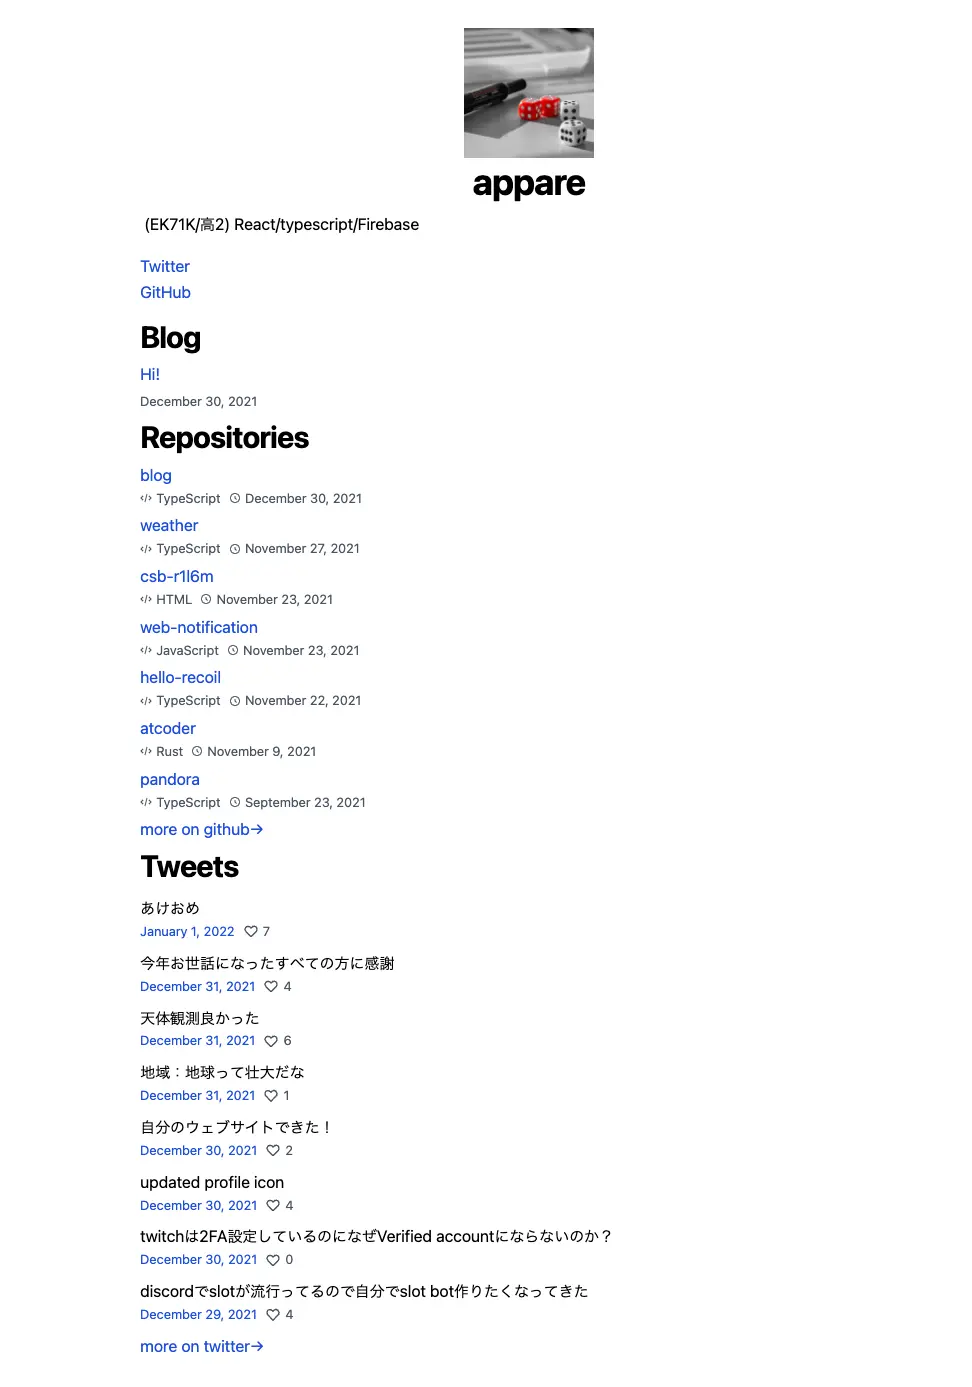 appare
(EK71K/高2) React/typescript/Firebase
Twitter
GitHub
Blog
Hi!
December 30, 2021
Repositories
blog
TypeScript December 30, 2021
weather
TypeScript November 27, 2021
csb-r1l6m
HTML November 23, 2021
web-notification
JavaScript November 23, 2021
hello-recoil
TypeScript November 22, 2021
atcoder
Rust November 9, 2021
pandora
TypeScript September 23, 2021
more on github→
Tweets
あけおめ
January 1, 2022 7
今年お世話になったすべての方に感謝
December 31, 2021 4
天体観測良かった
December 31, 2021 6
地域：地球って壮大だな
December 31, 2021 1
自分のウェブサイトできた！
December 30, 2021 2
updated profile icon
December 30, 2021 4
twitchは2FA設定しているのになぜVerified accountにならないのか？
December 30, 2021 0
discordでslotが流行ってるので自分でslot bot作りたくなってきた
December 29, 2021 4
more on twitter→